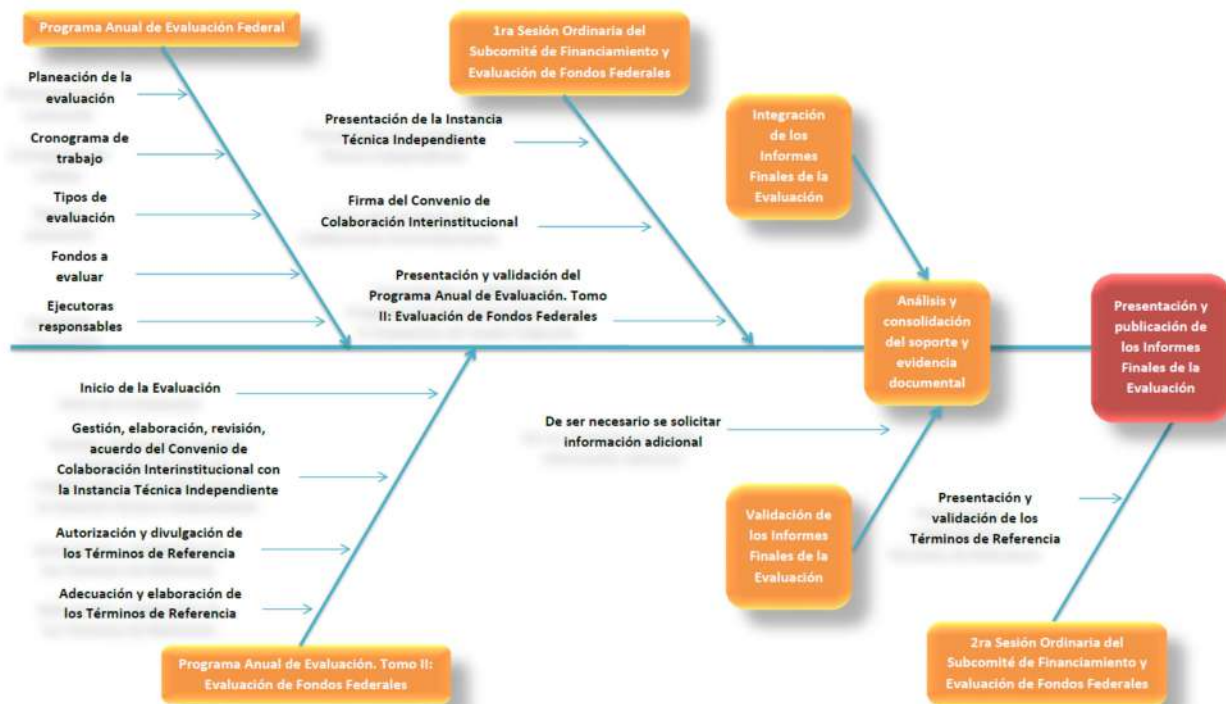 Programa Anual de Evaluación Federal
Planeación de la
evaluación
Cronograma de
trabajo
Tipos de
evaluación
Fondos a
evaluar
Ejecutoras
responsables
1ra Sesión Ordinaria del
Subcomité de Financiamiento y
Evaluación de Fondos Federales
Presentación de la Instancia
Técnica Independiente
Firma del Convenio de
Colaboración Interinstitucional
Presentación y validación del
Programa Anual de Evaluación. Tomo
II: Evaluación de Fondos Federales
Integración
de los
Informes
Finales de la
Evaluación
Análisis y
consolidación
del soporte y
evidencia
documental
Presentación y
publicación de
los Informes
Finales de la
Evaluación
Inicio de la Evaluación
Gestión, elaboración, revisión,
acuerdo del Convenio de
Colaboración Interinstitucional con
la Instancia Técnica Independiente
Autorización y divulgación de
los Términos de Referencia
Adecuación y elaboración de
los Términos de Referencia
Programa Anual de Evaluación. Tomo II:
Evaluación de Fondos Federales
De ser necesario se solicitar
información adicional
Validación de
los Informes
Finales de la
Evaluación
Presentación y
validación de los
Términos de Referencia
2ra Sesión Ordinaria del
Subcomité de Financiamiento y
Evaluación de Fondos Federales